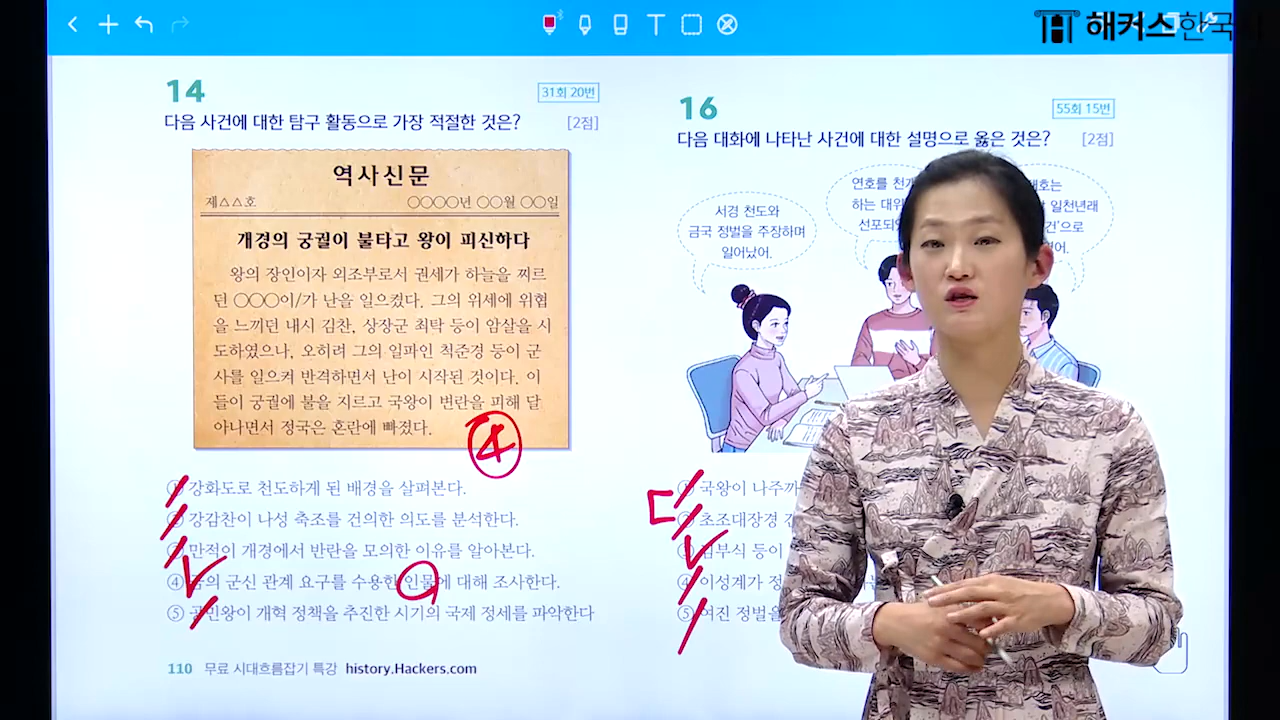 해커스한국사
14
31회 20번
다음 사건에 대한 탐구 활동으로 가장 적절한 것은?
[2점]
역사신문
제△△호
○○○○년 ○○월 ○○일
개경의 궁궐이 불타고 왕이 피신하다
왕의 장인이자 외조부로서 권세가 하늘을 찌르
던 ○○○이/가 난을 일으켰다. 그의 위세에 위협
을 느끼던 내시 김찬, 상장군 최탁 등이 암살을 시
도하였으나, 오히려 그의 일파인 척준경 등이 군
사를 일으켜 반격하면서 난이 시작된 것이다. 이
들이 궁궐에 불을 지르고 국왕이 변란을 피해 달
아나면서 정국은 혼란에 빠졌다.
4
① 강화도로 천도하게 된 배경을 살펴본다.
② 강감찬이 나성 축조를 건의한 의도를 분석한다.
③ 만적이 개경에서 반란을 모의한 이유를 알아본다.
④ 금의 군신 관계 요구를 수용한 인물에 대해 조사한다.
⑤ 공민왕이 개혁 정책을 추진한 시기의 국제 정세를 파악한다
110 무료 시대흐름잡기 특강 history.Hackers.com
16
55회 15번
다음 대화에 나타난 사건에 대한 설명으로 옳은 것은?
[2점]
서경 천도와
금국 정벌을 주장하며
일어났어.
연호를 천개
하는 대위
선포되
일천년래
건'으로
① 국왕이 나주까
② 초조대장경
③ 김부식 등이
④ 이성계가 정
⑤ 여진 정벌을